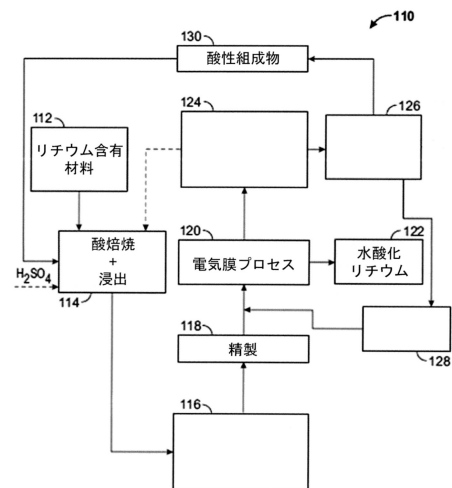 110
130
酸性組成物
124
126
112
リチウム含有
材料
120
122
酸焙焼
+
浸出
電気膜プロセス
水酸化
リチウム
H₂SO₄
114
118
精製
128
116